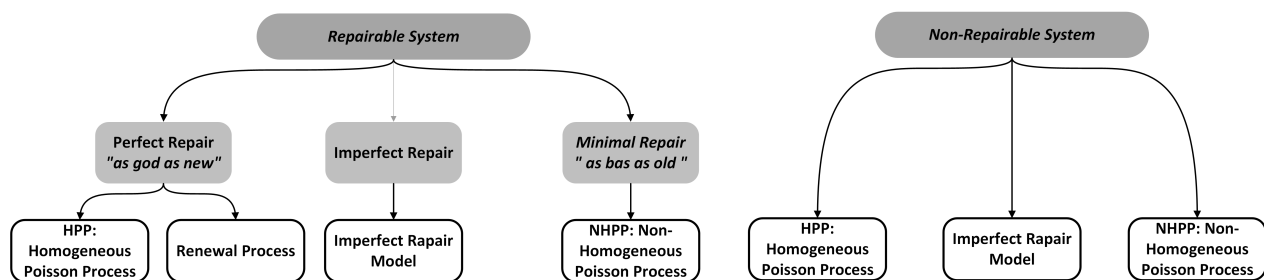 Repairable System
Non-Repairable System
Perfect Repair
"as god as new"
Imperfect Repair
Minimal Repair
" as bas as old "
HPP:
Homogeneous
Poisson Process
Renewal Process
Imperfect Rapair
Model
NHPP: Non-
Homogeneous
Poisson Process
HPP:
Homogeneous
Poisson Process
Imperfect Rapair
Model
NHPP: Non-
Homogeneous
Poisson Process